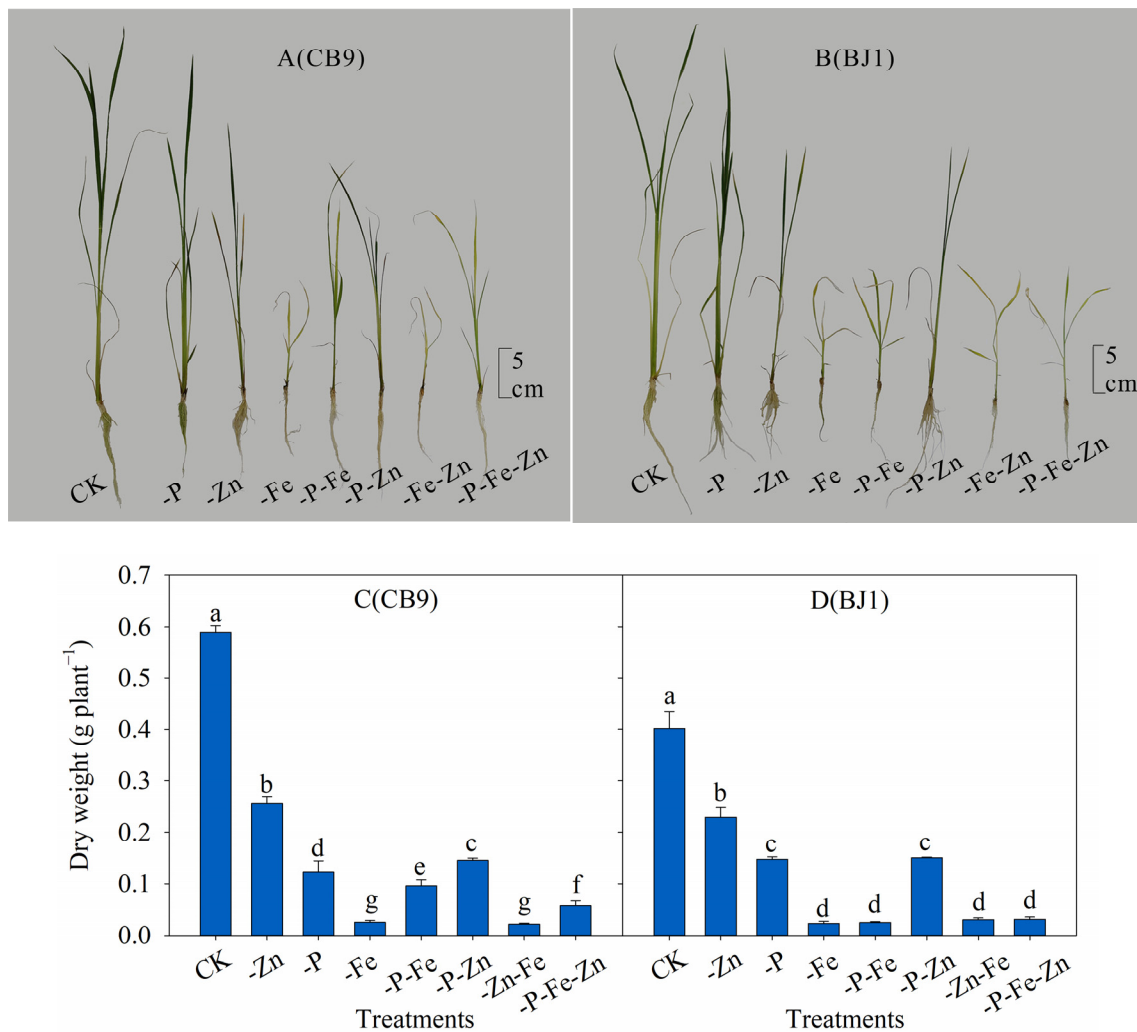 A(CB9)
5
cm
CK
-P
-Zn
-Fe
-P-Fe
-P-Zn
-Fe-Zn
-P-Fe-Zn
B(BJ1)
5
cm
CK
-P
-Zn
-Fe
-P-Fe
-P-Zn
-Fe-Zn
-P-Fe-Zn
Dry weight (g plant⁻¹)
0.7
0.6
0.5
0.4
0.3
0.2
0.1
0.0
C(CB9)
a
b
d
g
e
c
g
f
CK
-Zn
-P
-Fe
-P-Fe
-P-Zn
-Zn-Fe
-P-Fe-Zn
Treatments
D(BJ1)
a
b
c
d
d
c
d
d
CK
-Zn
-P
-Fe
-P-Fe
-P-Zn
-Zn-Fe
-P-Fe-Zn
Treatments